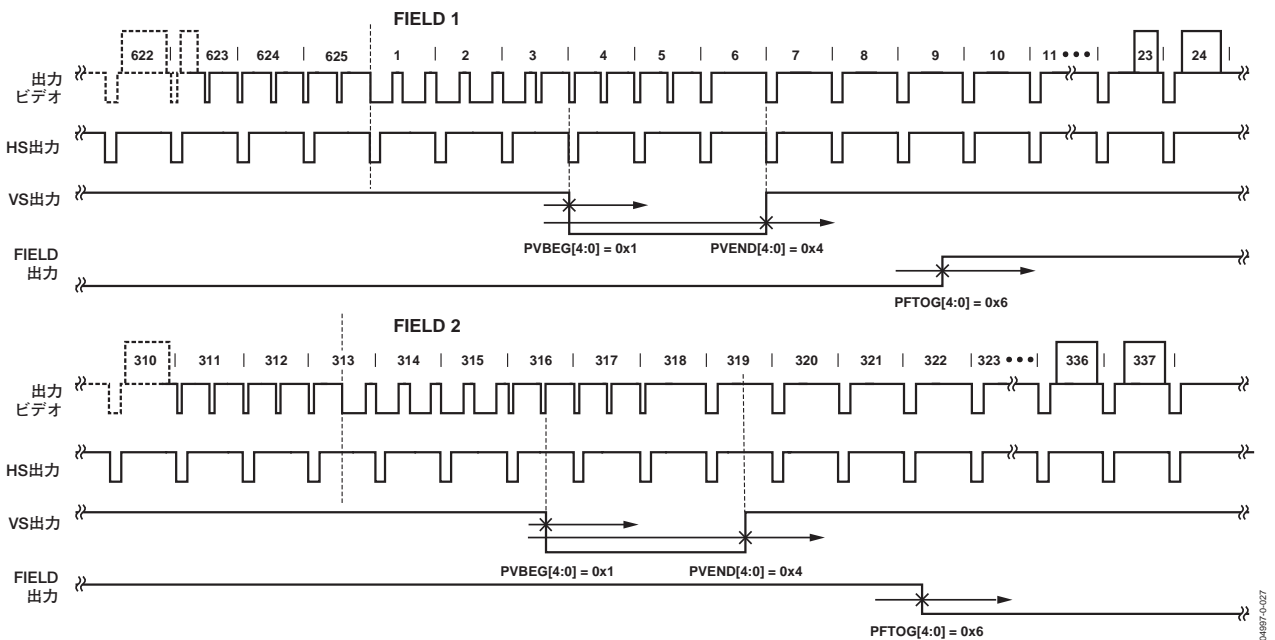 FIELD 1
622 623 624 625 1 2 3 4 5 6 7 8 9 10 11 ••• 23 24
出力
ビデオ
HS出力
VS出力
PVBEG[4:0] = 0x1 PVEND[4:0] = 0x4
FIELD
出力
PFTOG[4:0] = 0x6
FIELD 2
310 311 312 313 314 315 316 317 318 319 320 321 322 323 ••• 336 337
出力
ビデオ
HS出力
VS出力
PVBEG[4:0] = 0x1 PVEND[4:0] = 0x4
FIELD
出力
PFTOG[4:0] = 0x6
04997-0-027